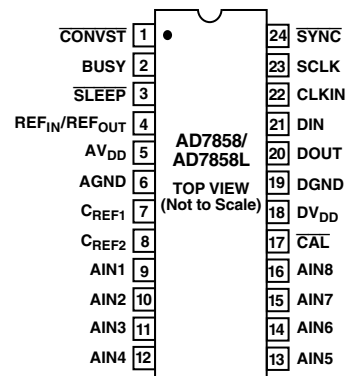 CONVST 1 24 SYNC
BUSY 2 23 SCLK
SLEEP 3 22 CLKIN
REFIN/REFOUT 4 21 DIN
AVDD 5 20 DOUT
AGND 6 19 DGND
CREF1 7 18 DVDD
CREF2 8 17 CAL
AIN1 9 16 AIN8
AIN2 10 15 AIN7
AIN3 11 14 AIN6
AIN4 12 13 AIN5
AD7858/
AD7858L
TOP VIEW
(Not to Scale)